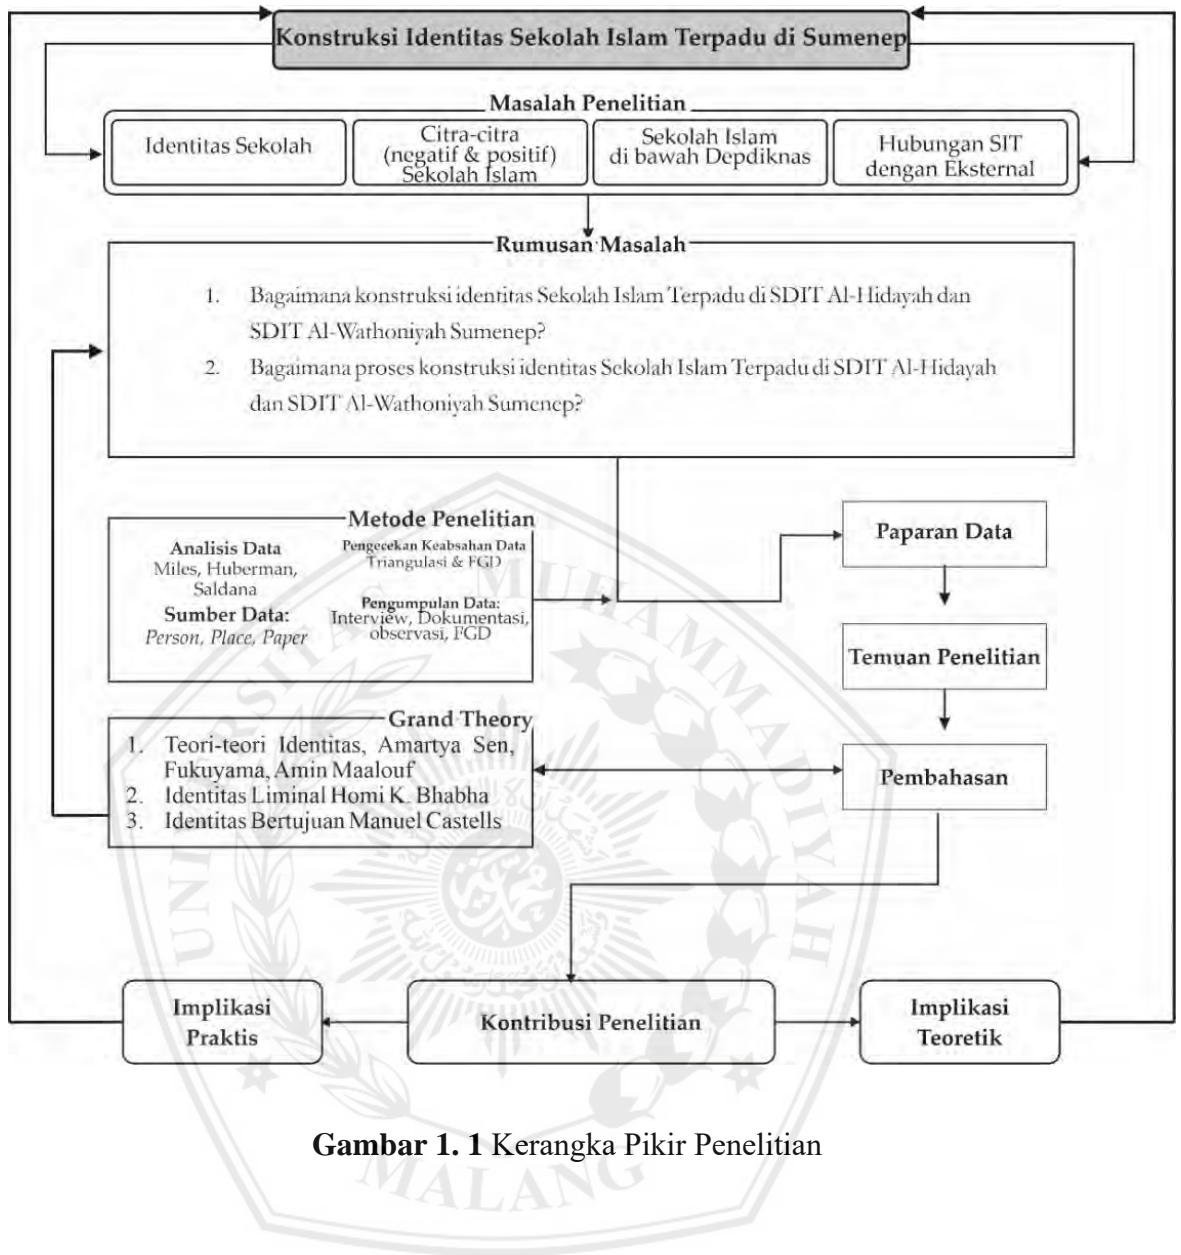 Konstruksi Identitas Sekolah Islam Terpadu di Sumenep
Masalah Penelitian
Identitas Sekolah
Citra-citra
(negatif & positif)
Sekolah Islam
Sekolah Islam
di bawah Depdiknas
Hubungan SIT
dengan Eksternal
Rumusan Masalah
1. Bagaimana konstruksi identitas Sekolah Islam Terpadu di SDIT Al-Hidayah dan
SDIT Al-Wathoniyah Sumenep?
2. Bagaimana proses konstruksi identitas Sekolah Islam Terpadu di SDIT Al-Hidayah
dan SDIT Al-Wathoniyah Sumenep?
Metode Penelitian
Analisis Data
Miles, Huberman,
Saldana
Sumber Data:
Person, Place, Paper
Pengecekan Keabsahan Data
Triangulasi & FGD
Pengumpulan Data:
Interview, Dokumentasi,
observasi, FGD
Paparan Data
Temuan Penelitian
Pembahasan
Grand Theory
1. Teori-teori Identitas, Amartya Sen,
Fukuyama, Amin Maalouf
2. Identitas Liminal Homi K. Bhabha
3. Identitas Bertujuan Manuel Castells
Implikasi
Praktis
Kontribusi Penelitian
Implikasi
Teoretik
Gambar 1. 1 Kerangka Pikir Penelitian
UNIVERSITAS MUHAMMADIYAH
MALANG